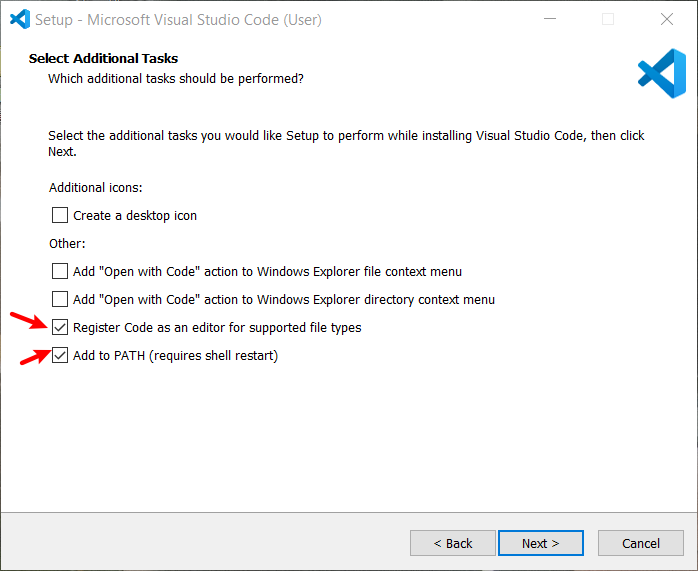 Setup - Microsoft Visual Studio Code (User)
Select Additional Tasks
Which additional tasks should be performed?
Select the additional tasks you would like Setup to perform while installing Visual Studio Code, then click
Next.
Additional icons:
Create a desktop icon
Other:
Add "Open with Code" action to Windows Explorer file context menu
Add "Open with Code" action to Windows Explorer directory context menu
Register Code as an editor for supported file types
Add to PATH (requires shell restart)
< Back Next > Cancel